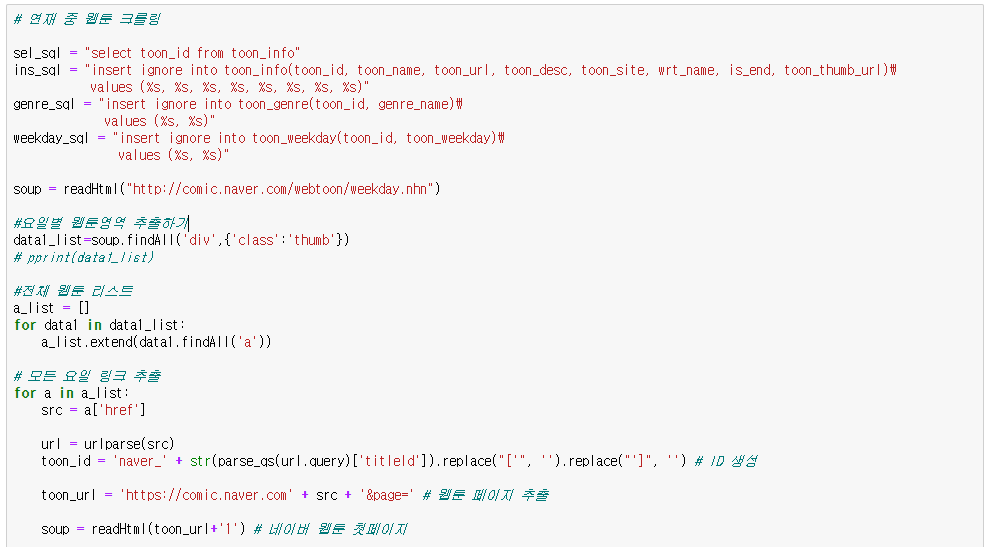 # 연재 중 웹툰 크롤링
sel_sql = "select toon_id from toon_info"
ins_sql = "insert ignore into toon_info(toon_id, toon_name, toon_url, toon_desc, toon_site, wrt_name, is_end, toon_thumb_url)₩
values (%s, %s, %s, %s, %s, %s, %s, %s)"
genre_sql = "insert ignore into toon_genre(toon_id, genre_name)₩
values (%s, %s)"
weekday_sql = "insert ignore into toon_weekday(toon_id, toon_weekday)₩
values (%s, %s)"
soup = readHtml("http://comic.naver.com/webtoon/weekday.nhn")
#요일별 웹툰영역 추출하기
data1_list=soup.findAll('div',{'class':'thumb'})
# pprint(data1_list)
#전체 웹툰 리스트
a_list = []
for data1 in data1_list:
a_list.extend(data1.findAll('a'))
# 모든 요일 링크 추출
for a in a_list:
src = a['href']
url = urlparse(src)
toon_id = 'naver_' + str(parse_qs(url.query)['titleId']).replace("['", '').replace("']", '') # ID 생성
toon_url = 'https://comic.naver.com' + src + '&page=' # 웹툰 페이지 추출
soup = readHtml(toon_url+'1') # 네이버 웹툰 첫페이지